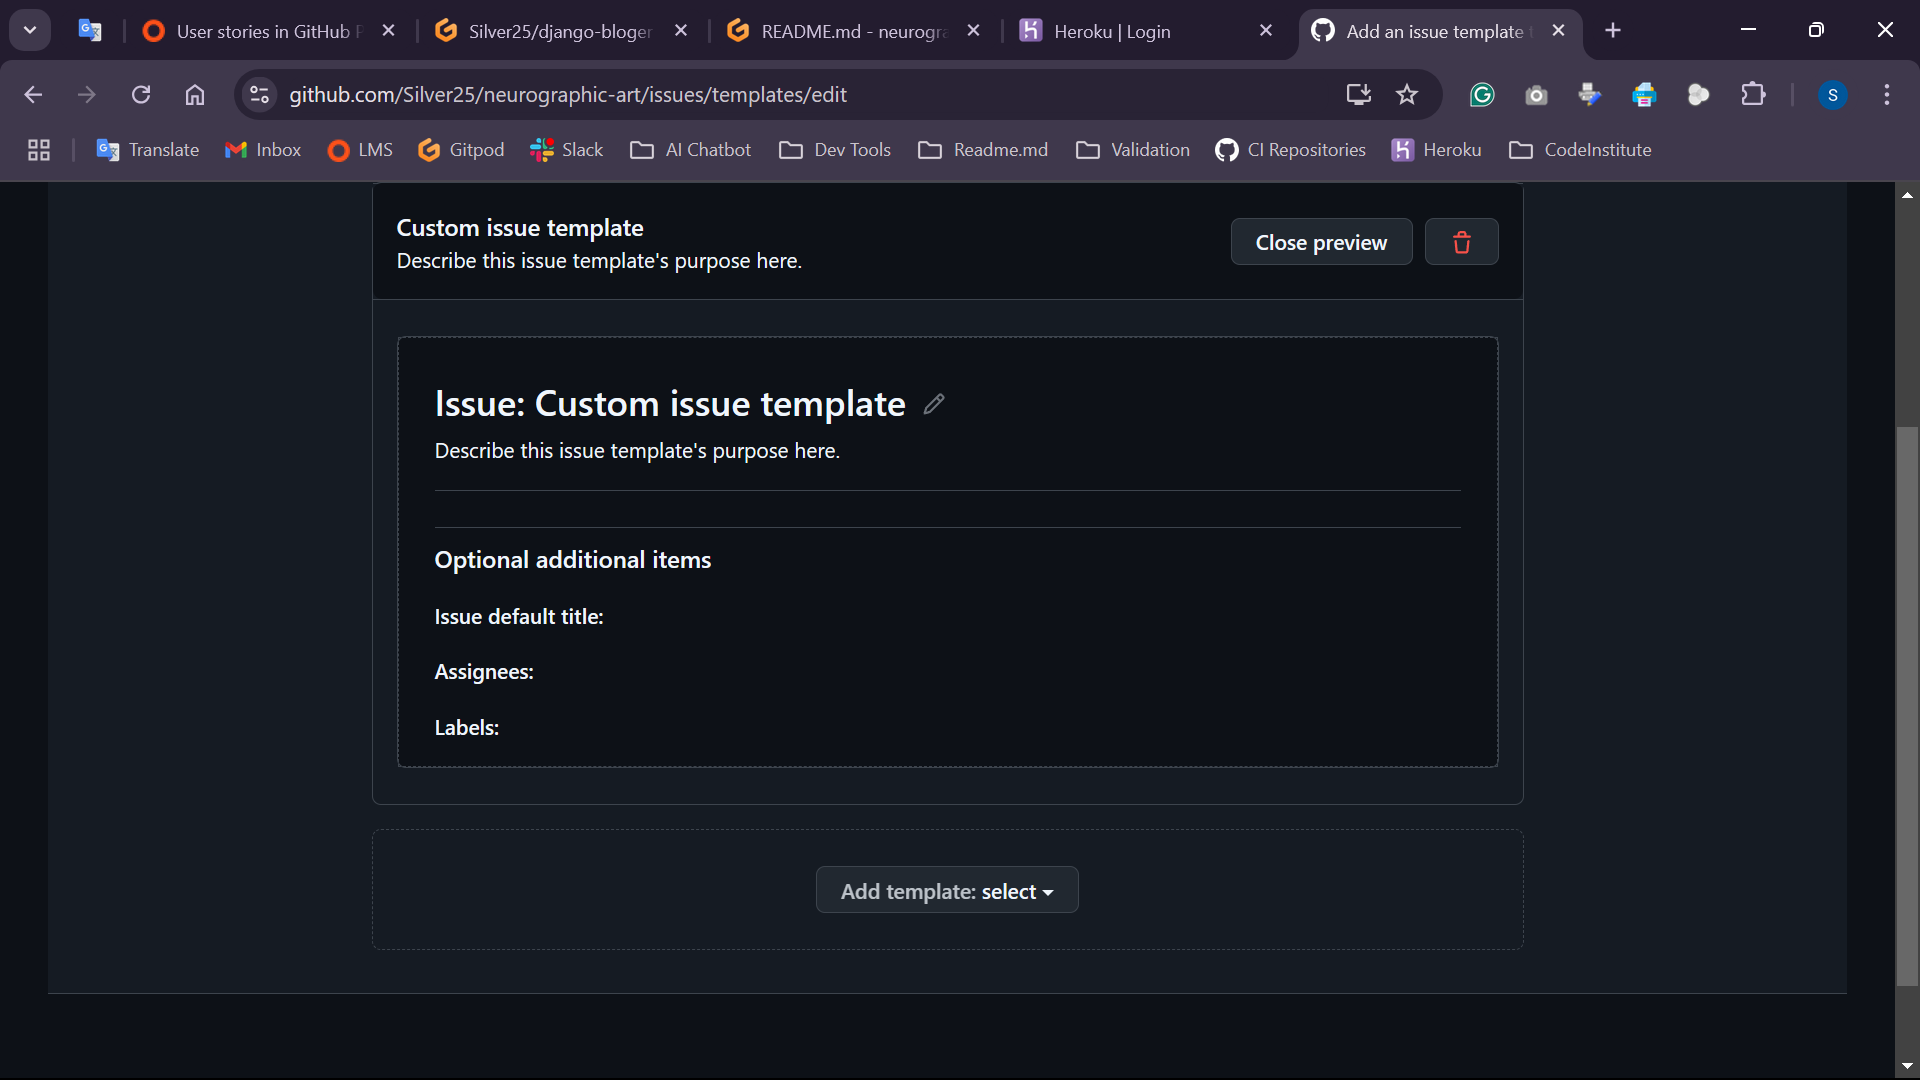 User stories in GitHub
Silver25/django-bloger
README.md - neurogra
Heroku | Login
Add an issue template
github.com/Silver25/neurographic-art/issues/templates/edit
S
Translate
Inbox
LMS
Gitpod
Slack
AI Chatbot
Dev Tools
Readme.md
Validation
CI Repositories
Heroku
CodeInstitute
Custom issue template
Describe this issue template's purpose here.
Close preview
Issue: Custom issue template
Describe this issue template's purpose here.
Optional additional items
Issue default title:
Assignees:
Labels:
Add template: select